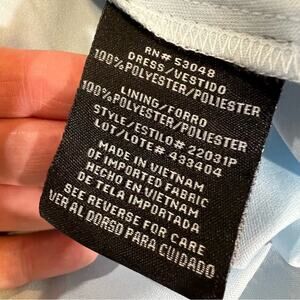 RN# 53048
DRESS/VESTIDO
100%POLYESTER/POLIESTER
LINING/FORRO
100%POLYESTER/POLIESTER
STYLE/ESTILO# 22031P
LOT/LOTE# 433404
MADE IN VIETNAM
OF IMPORTED FABRIC
HECHO EN VIETNAM
DE TELA IMPORTADA
SEE REVERSE FOR CARE
VER AL DORSO PARA CUIDADO